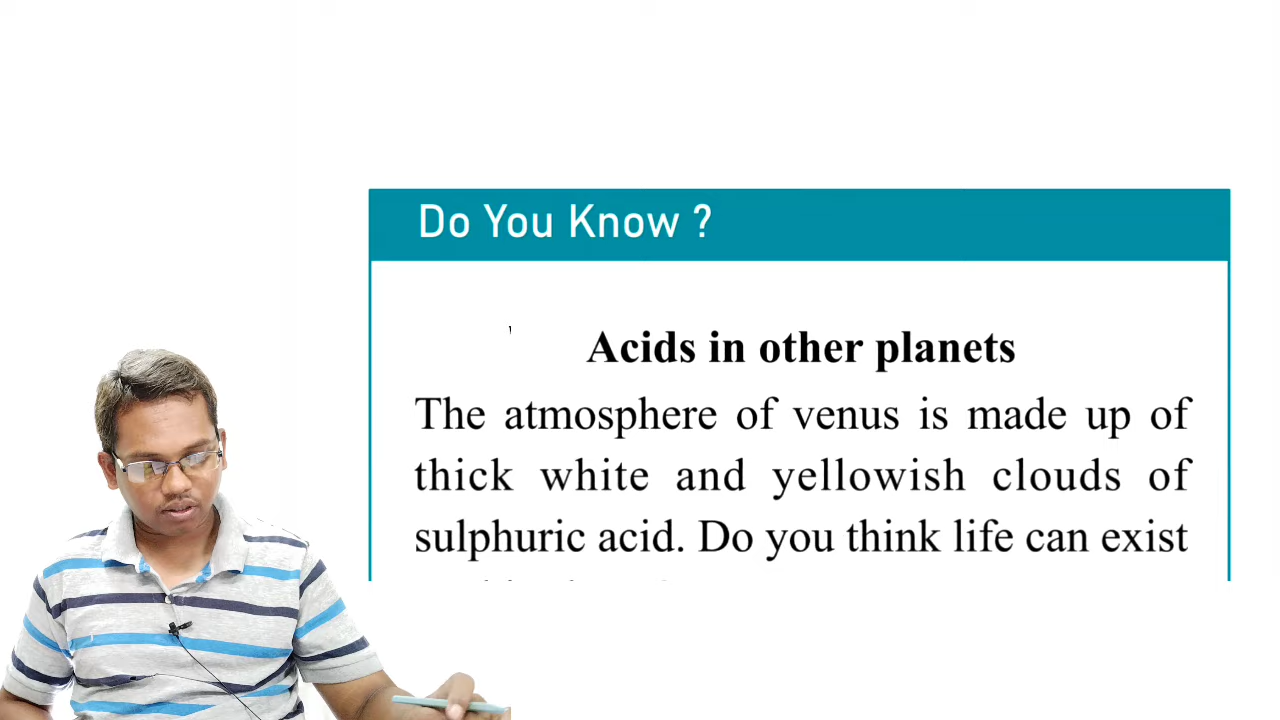 Do You Know ?
Acids in other planets
The atmosphere of venus is made up of
thick white and yellowish clouds of
sulphuric acid. Do you think life can exist